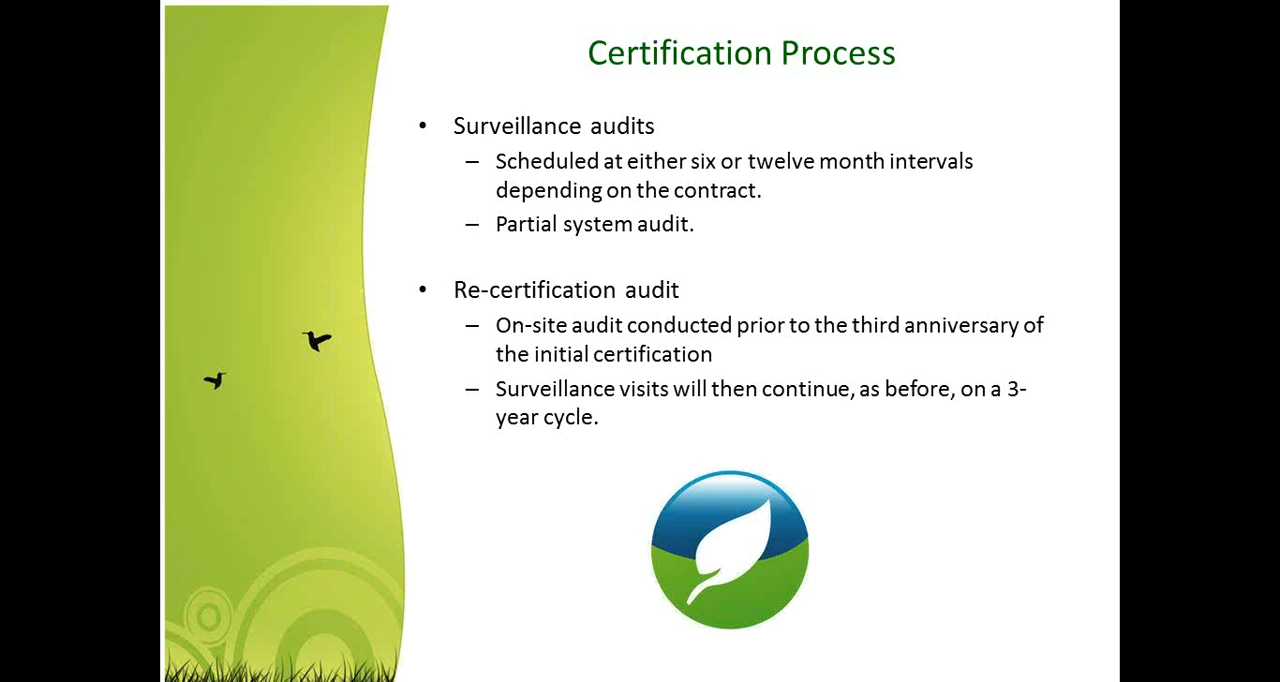 Certification Process
• Surveillance audits
– Scheduled at either six or twelve month intervals
depending on the contract.
– Partial system audit.
• Re-certification audit
– On-site audit conducted prior to the third anniversary of
the initial certification
– Surveillance visits will then continue, as before, on a 3-
year cycle.